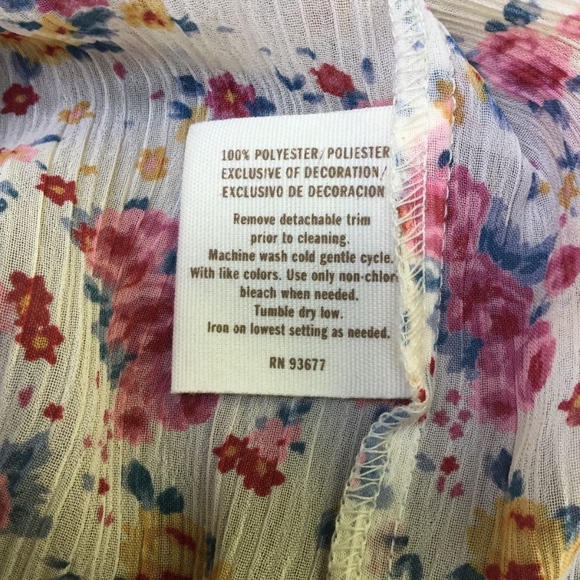 100% POLYESTER/POLIESTER
EXCLUSIVE OF DECORATION/
EXCLUSIVO DE DECORACION
Remove detachable trim
prior to cleaning.
Machine wash cold gentle cycle.
With like colors. Use only non-chlor
bleach when needed.
Tumble dry low.
Iron on lowest setting as needed.
RN 93677